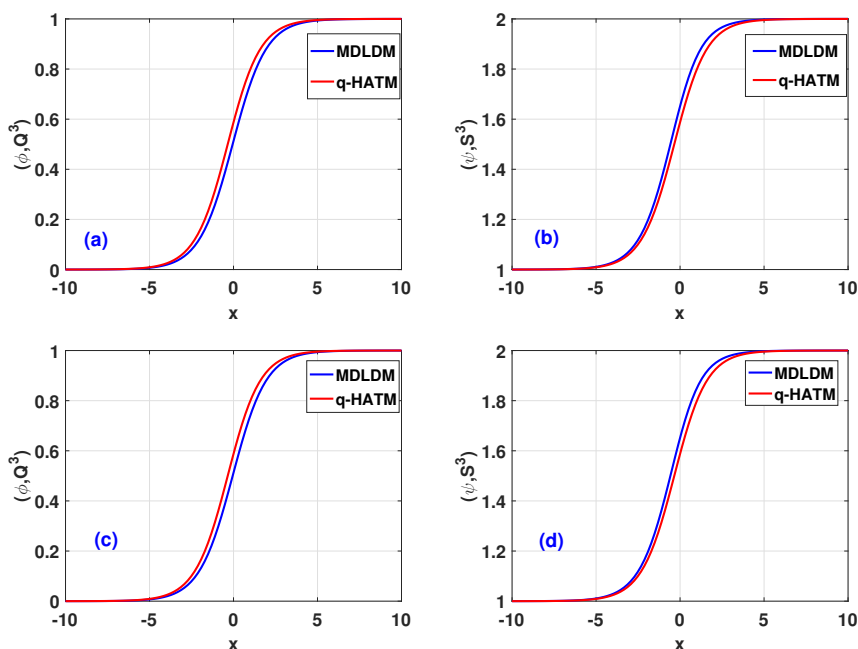 1
0.8
0.6
0.4
0.2
0
-10 -5 0 5 10
x
(ϕ,Q³)
MDLDM
q-HATM
(a)
2
1.8
1.6
1.4
1.2
1
-10 -5 0 5 10
x
(ψ,S³)
MDLDM
q-HATM
(b)
1
0.8
0.6
0.4
0.2
0
-10 -5 0 5 10
x
(ϕ,Q³)
MDLDM
q-HATM
(c)
2
1.8
1.6
1.4
1.2
1
-10 -5 0 5 10
x
(ψ,S³)
MDLDM
q-HATM
(d)